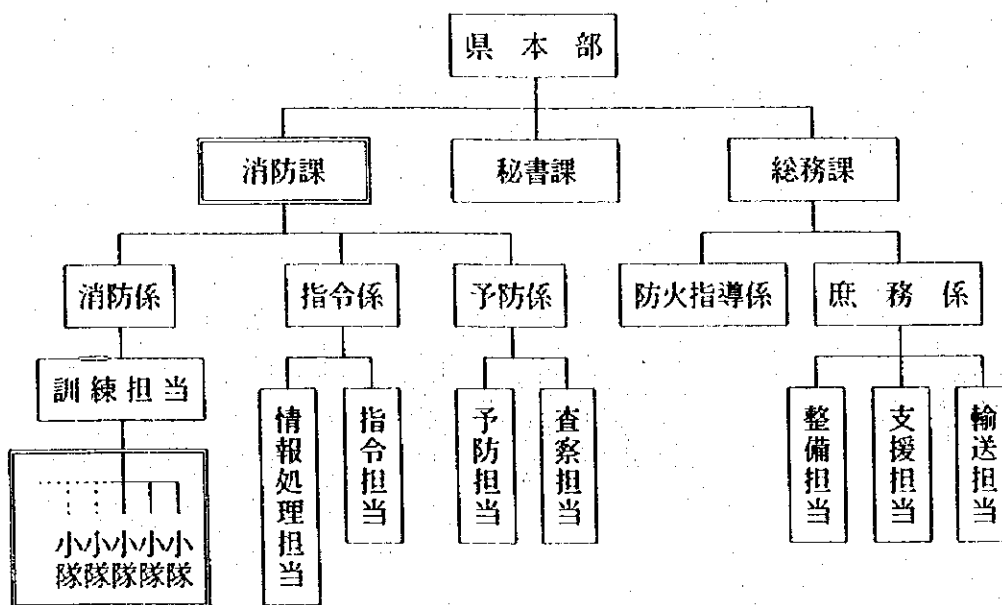 県本部
消防課
秘書課
総務課
消防係
指令係
予防係
防火指導係
庶務係
訓練担当
情報処理担当
指令担当
予防担当
査察担当
整備担当
支援担当
輸送担当
小隊
小隊
小隊
小隊
小隊